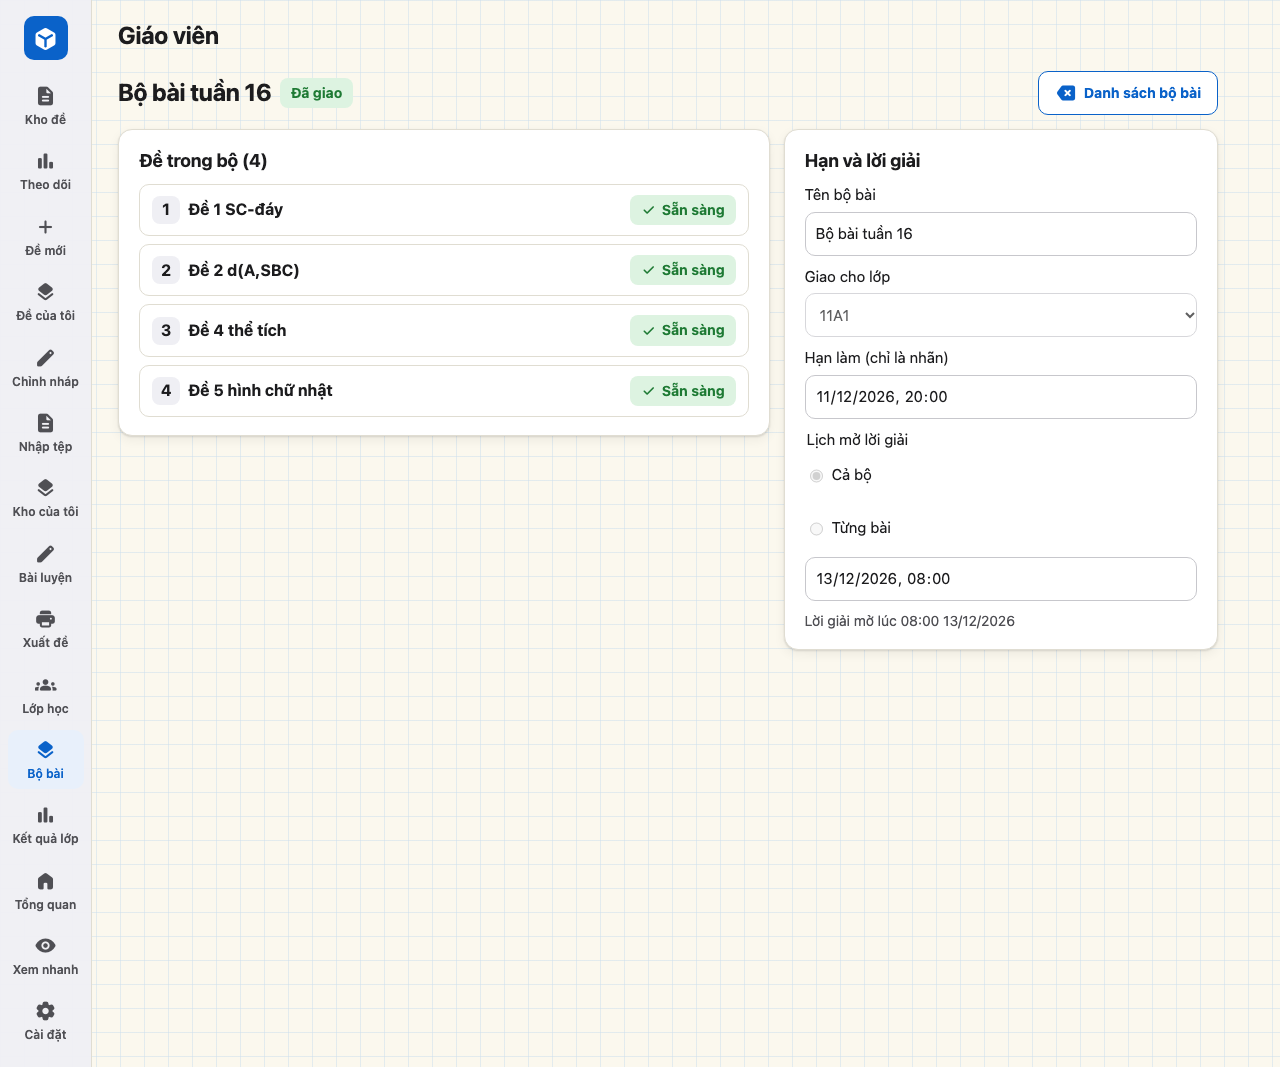 Giáo viên
Bộ bài tuần 16
Đã giao
Danh sách bộ bài
Kho đề
Theo dõi
Đề mới
Đề của tôi
Chỉnh nháp
Nhập tệp
Kho của tôi
Bài luyện
Xuất đề
Lớp học
Bộ bài
Kết quả lớp
Tổng quan
Xem nhanh
Cài đặt
Đề trong bộ (4)
1 Đề 1 SC-đáy Sẵn sàng
2 Đề 2 d(A,SBC) Sẵn sàng
3 Đề 4 thể tích Sẵn sàng
4 Đề 5 hình chữ nhật Sẵn sàng
Hạn và lời giải
Tên bộ bài
Bộ bài tuần 16
Giao cho lớp
11A1
Hạn làm (chỉ là nhãn)
11/12/2026, 20:00
Lịch mở lời giải
Cả bộ
Từng bài
13/12/2026, 08:00
Lời giải mở lúc 08:00 13/12/2026